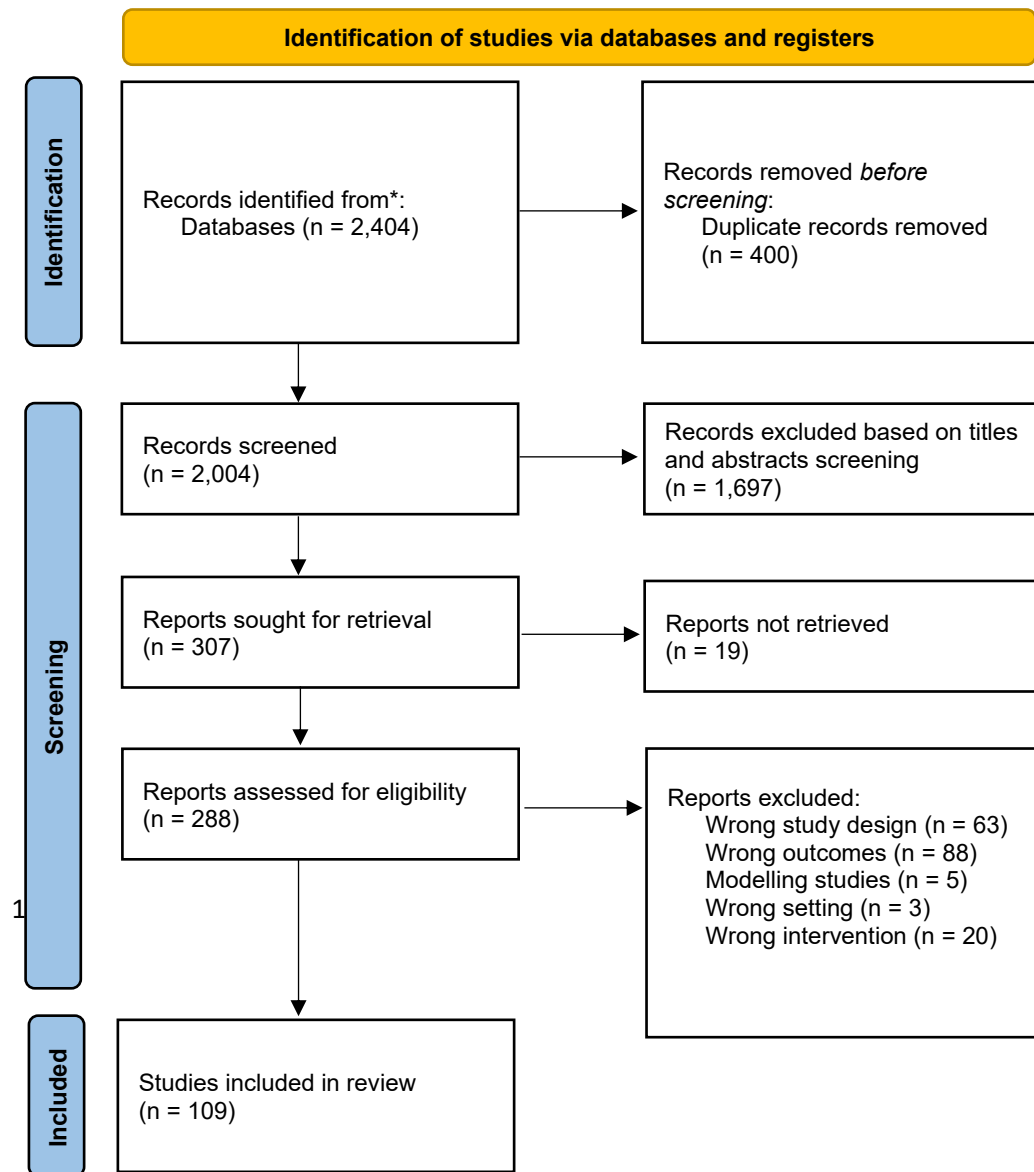 Identification of studies via databases and registers
Identification
Records identified from*:
Databases (n = 2,404)
Records removed before
screening:
Duplicate records removed
(n = 400)
Screening
Records screened
(n = 2,004)
Records excluded based on titles
and abstracts screening
(n = 1,697)
Reports sought for retrieval
(n = 307)
Reports not retrieved
(n = 19)
Reports assessed for eligibility
(n = 288)
Reports excluded:
Wrong study design (n = 63)
Wrong outcomes (n = 88)
Modelling studies (n = 5)
Wrong setting (n = 3)
Wrong intervention (n = 20)
1
Included
Studies included in review
(n = 109)